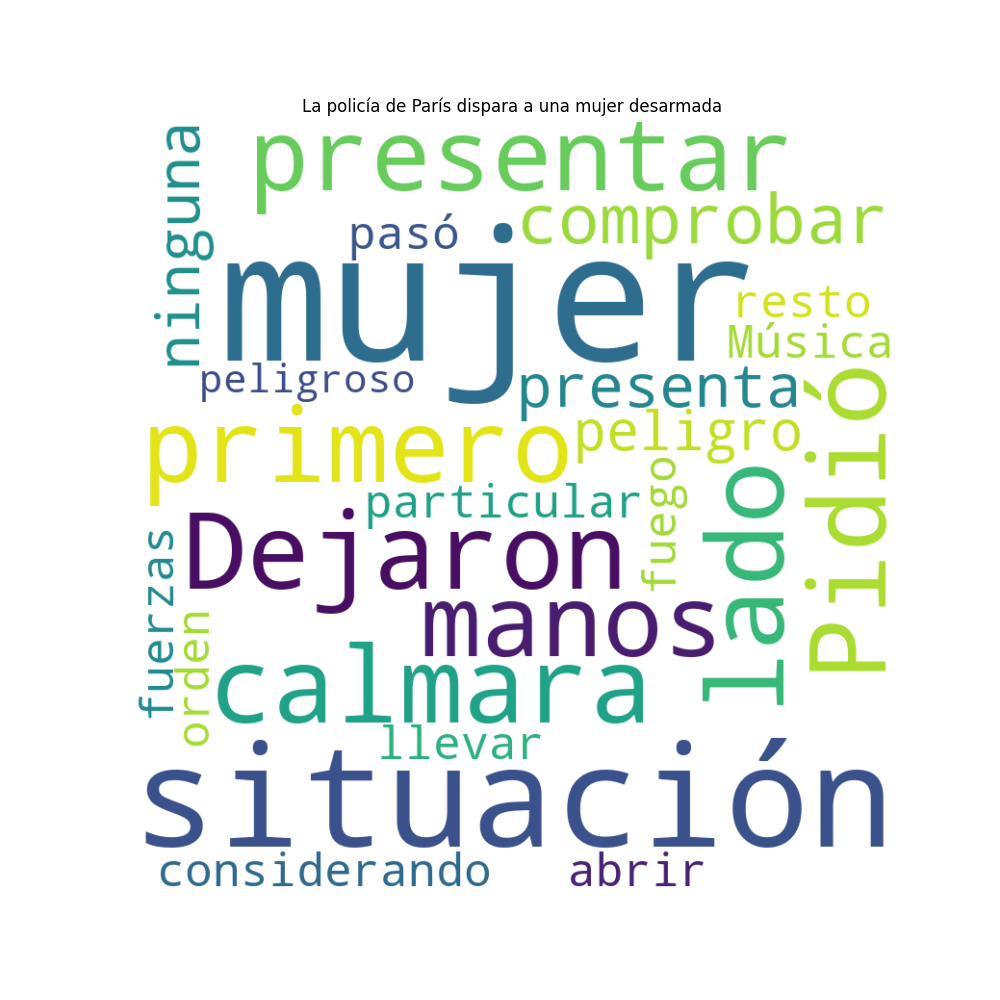 La policía de París dispara a una mujer desarmada
presentar
ninguna
comprobar
pasó
mujer
resto
Música
peligroso
presenta
Pidió
primero
peligro
particular
fuego
lado
Dejaron
fuerzas
manos
orden
calmara
llevar
situación
considerando
abrir